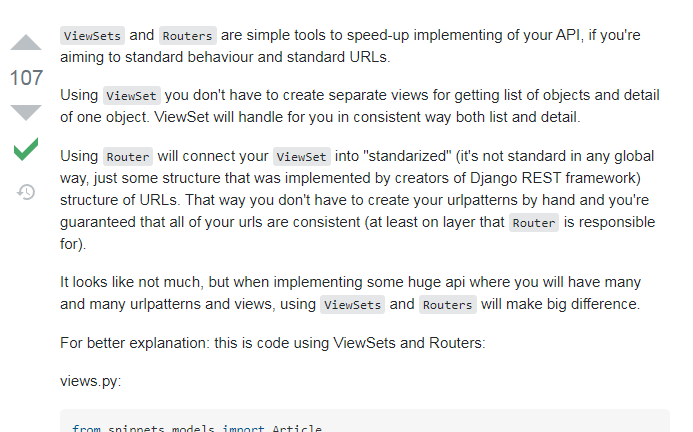 ViewSets and Routers are simple tools to speed-up implementing of your API, if you're
aiming to standard behaviour and standard URLs.
107
Using ViewSet you don't have to create separate views for getting list of objects and detail
of one object. ViewSet will handle for you in consistent way both list and detail.
Using Router will connect your ViewSet into "standarized" (it's not standard in any global
way, just some structure that was implemented by creators of Django REST framework)
structure of URLs. That way you don't have to create your urlpatterns by hand and you're
guaranteed that all of your urls are consistent (at least on layer that Router is responsible
for).
It looks like not much, but when implementing some huge api where you will have many
and many urlpatterns and views, using ViewSets and Routers will make big difference.
For better explanation: this is code using ViewSets and Routers:
views.py:
from snippets.models import Article